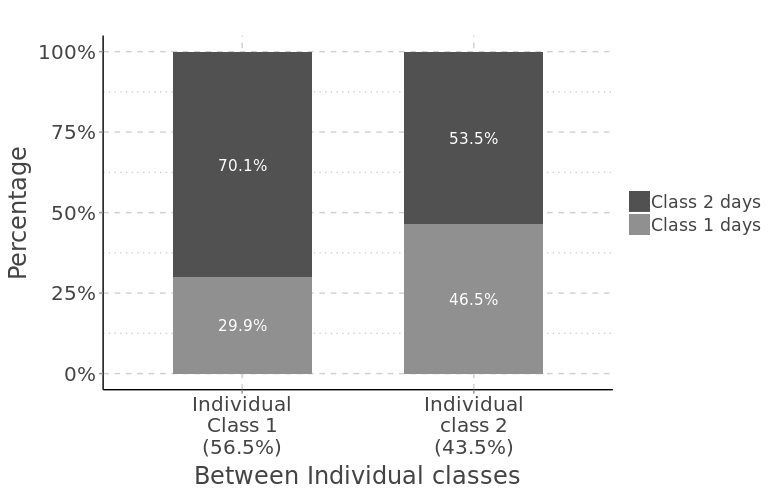 100%
75%
50%
25%
0%
Percentage
70.1%
29.9%
53.5%
46.5%
Individual
Class 1
(56.5%)
Individual
class 2
(43.5%)
Between Individual classes
Class 2 days
Class 1 days